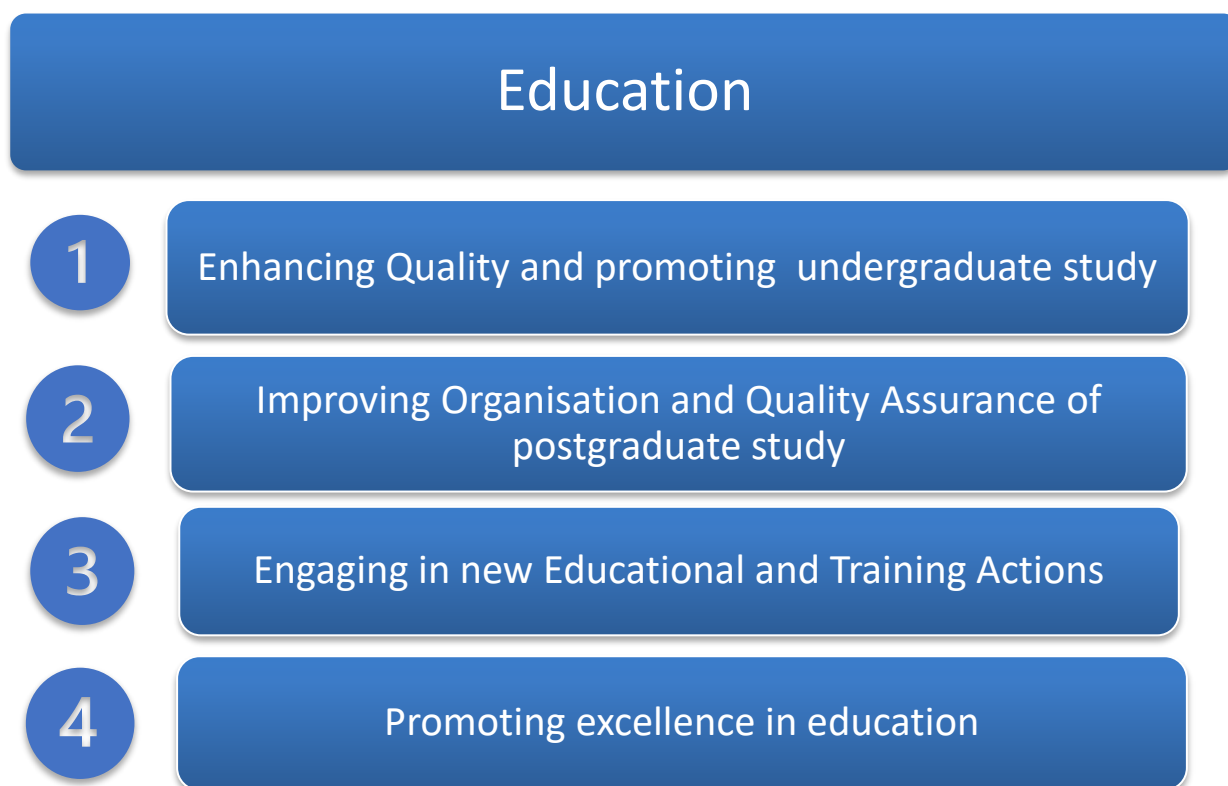 Education
1
Enhancing Quality and promoting  undergraduate study
2
Improving Organisation and Quality Assurance of
postgraduate study
3
Engaging in new Educational and Training Actions
4
Promoting excellence in education